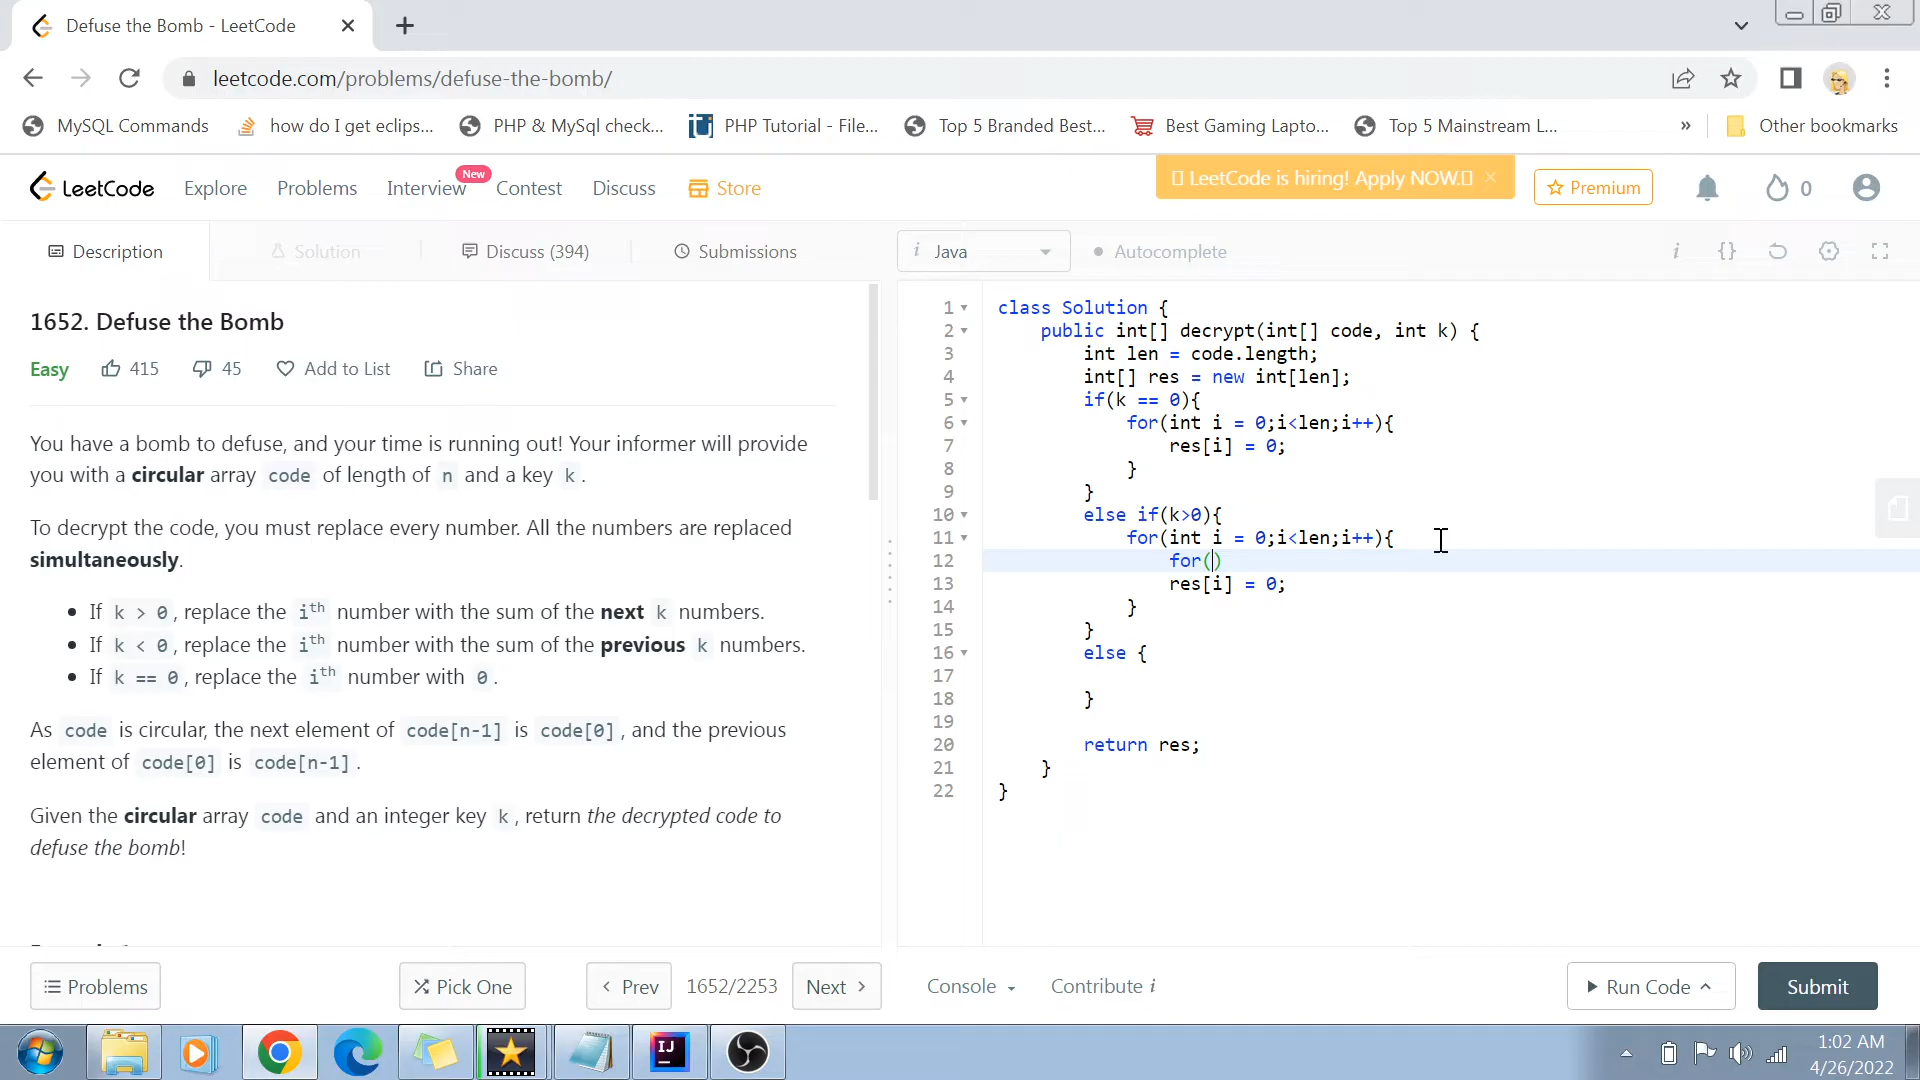 Defuse the Bomb - LeetCode
leetcode.com/problems/defuse-the-bomb/
MySQL Commands how do I get eclips... PHP & MySql check... PHP Tutorial - File... Top 5 Branded Best... Best Gaming Lapto... Top 5 Mainstream L... » Other bookmarks
LeetCode Explore Problems Interview New Contest Discuss Store LeetCode is hiring! Apply NOW. × Premium 0
Description Solution Discuss (394) Submissions
i Java Autocomplete i {}
1652. Defuse the Bomb
Easy 415 45 Add to List Share
You have a bomb to defuse, and your time is running out! Your informer will provide
you with a circular array code of length of n and a key k.
To decrypt the code, you must replace every number. All the numbers are replaced
simultaneously.
• If k > 0, replace the ith number with the sum of the next k numbers.
• If k < 0, replace the ith number with the sum of the previous k numbers.
• If k == 0, replace the ith number with 0.
As code is circular, the next element of code[n-1] is code[0], and the previous
element of code[0] is code[n-1].
Given the circular array code and an integer key k, return the decrypted code to
defuse the bomb!
1 class Solution {
2 public int[] decrypt(int[] code, int k) {
3 int len = code.length;
4 int[] res = new int[len];
5 if(k == 0){
6 for(int i = 0;i<len;i++){
7 res[i] = 0;
8 }
9 }
10 else if(k>0){
11 for(int i = 0;i<len;i++){
12 for()
13 res[i] = 0;
14 }
15 }
16 else {
17
18 }
19
20 return res;
21 }
22 }
Problems Pick One Prev 1652/2253 Next Console Contribute i Run Code Submit
IJ
1:02 AM
4/26/2022